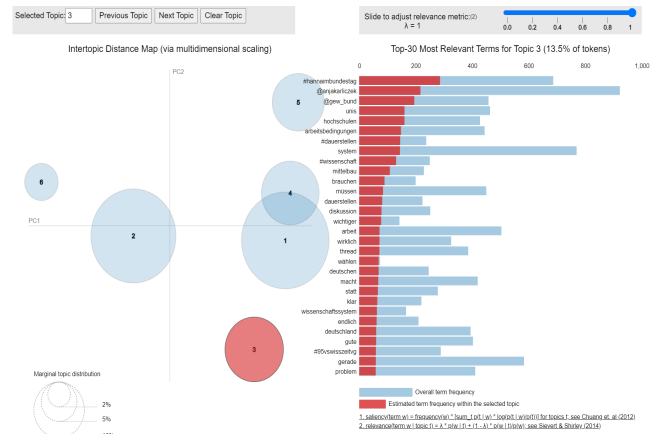 Selected Topic: 3 Previous Topic Next Topic Clear Topic
Slide to adjust relevance metric:(2)
λ = 1
0.0 0.2 0.4 0.6 0.8 1
Intertopic Distance Map (via multidimensional scaling)
PC2
PC1
5
6
4
2
1
3
Marginal topic distribution
2%
5%
Top-30 Most Relevant Terms for Topic 3 (13.5% of tokens)
0 200 400 600 800 1,000
#hannaimbundestag
@anjakarliczek
@gew_bund
unis
hochschulen
arbeitsbedingungen
#dauerstellen
system
#wissenschaft
mittelbau
brauchen
müssen
dauerstellen
diskussion
wichtiger
arbeit
wirklich
thread
wählen
deutschen
macht
statt
klar
wissenschaftssystem
endlich
deutschland
gute
#95vswisszeitvg
gerade
problem
Overall term frequency
Estimated term frequency within the selected topic
1. saliency(term w) = frequency(w) * [sum_t p(t | w) * log(p(t | w)/p(t))] for topics t; see Chuang et. al (2012)
2. relevance(term w | topic t) = λ * p(w | t) + (1 - λ) * p(w | t)/p(w); see Sievert & Shirley (2014)